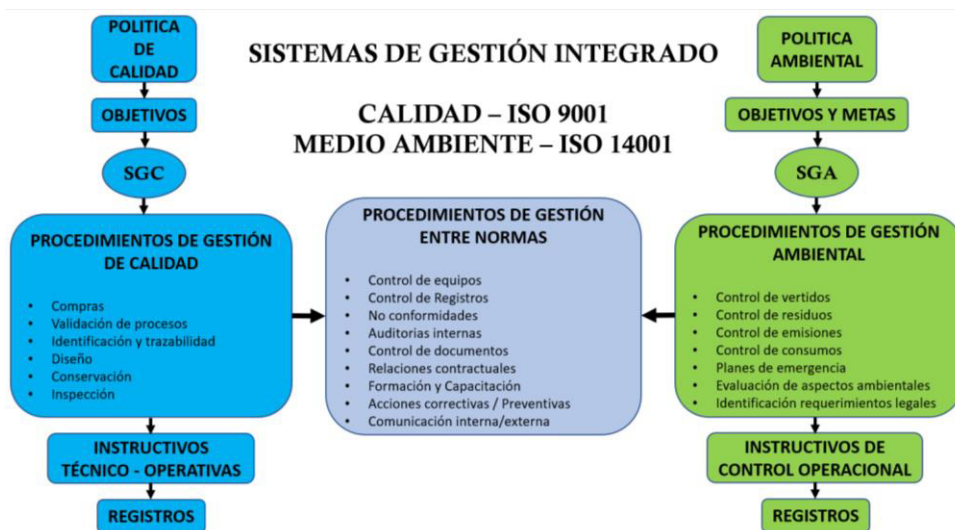 POLITICA
DE
CALIDAD
OBJETIVOS
SGC
PROCEDIMIENTOS DE GESTIÓN
DE CALIDAD
• Compras
• Validación de procesos
• Identificación y trazabilidad
• Diseño
• Conservación
• Inspección
INSTRUCTIVOS
TÉCNICO - OPERATIVAS
REGISTROS
SISTEMAS DE GESTIÓN INTEGRADO
CALIDAD – ISO 9001
MEDIO AMBIENTE – ISO 14001
PROCEDIMIENTOS DE GESTIÓN
ENTRE NORMAS
• Control de equipos
• Control de Registros
• No conformidades
• Auditorias internas
• Control de documentos
• Relaciones contractuales
• Formación y Capacitación
• Acciones correctivas / Preventivas
• Comunicación interna/externa
POLITICA
AMBIENTAL
OBJETIVOS Y METAS
SGA
PROCEDIMIENTOS DE GESTIÓN
AMBIENTAL
• Control de vertidos
• Control de residuos
• Control de emisiones
• Control de consumos
• Planes de emergencia
• Evaluación de aspectos ambientales
• Identificación requerimientos legales
INSTRUCTIVOS DE
CONTROL OPERACIONAL
REGISTROS